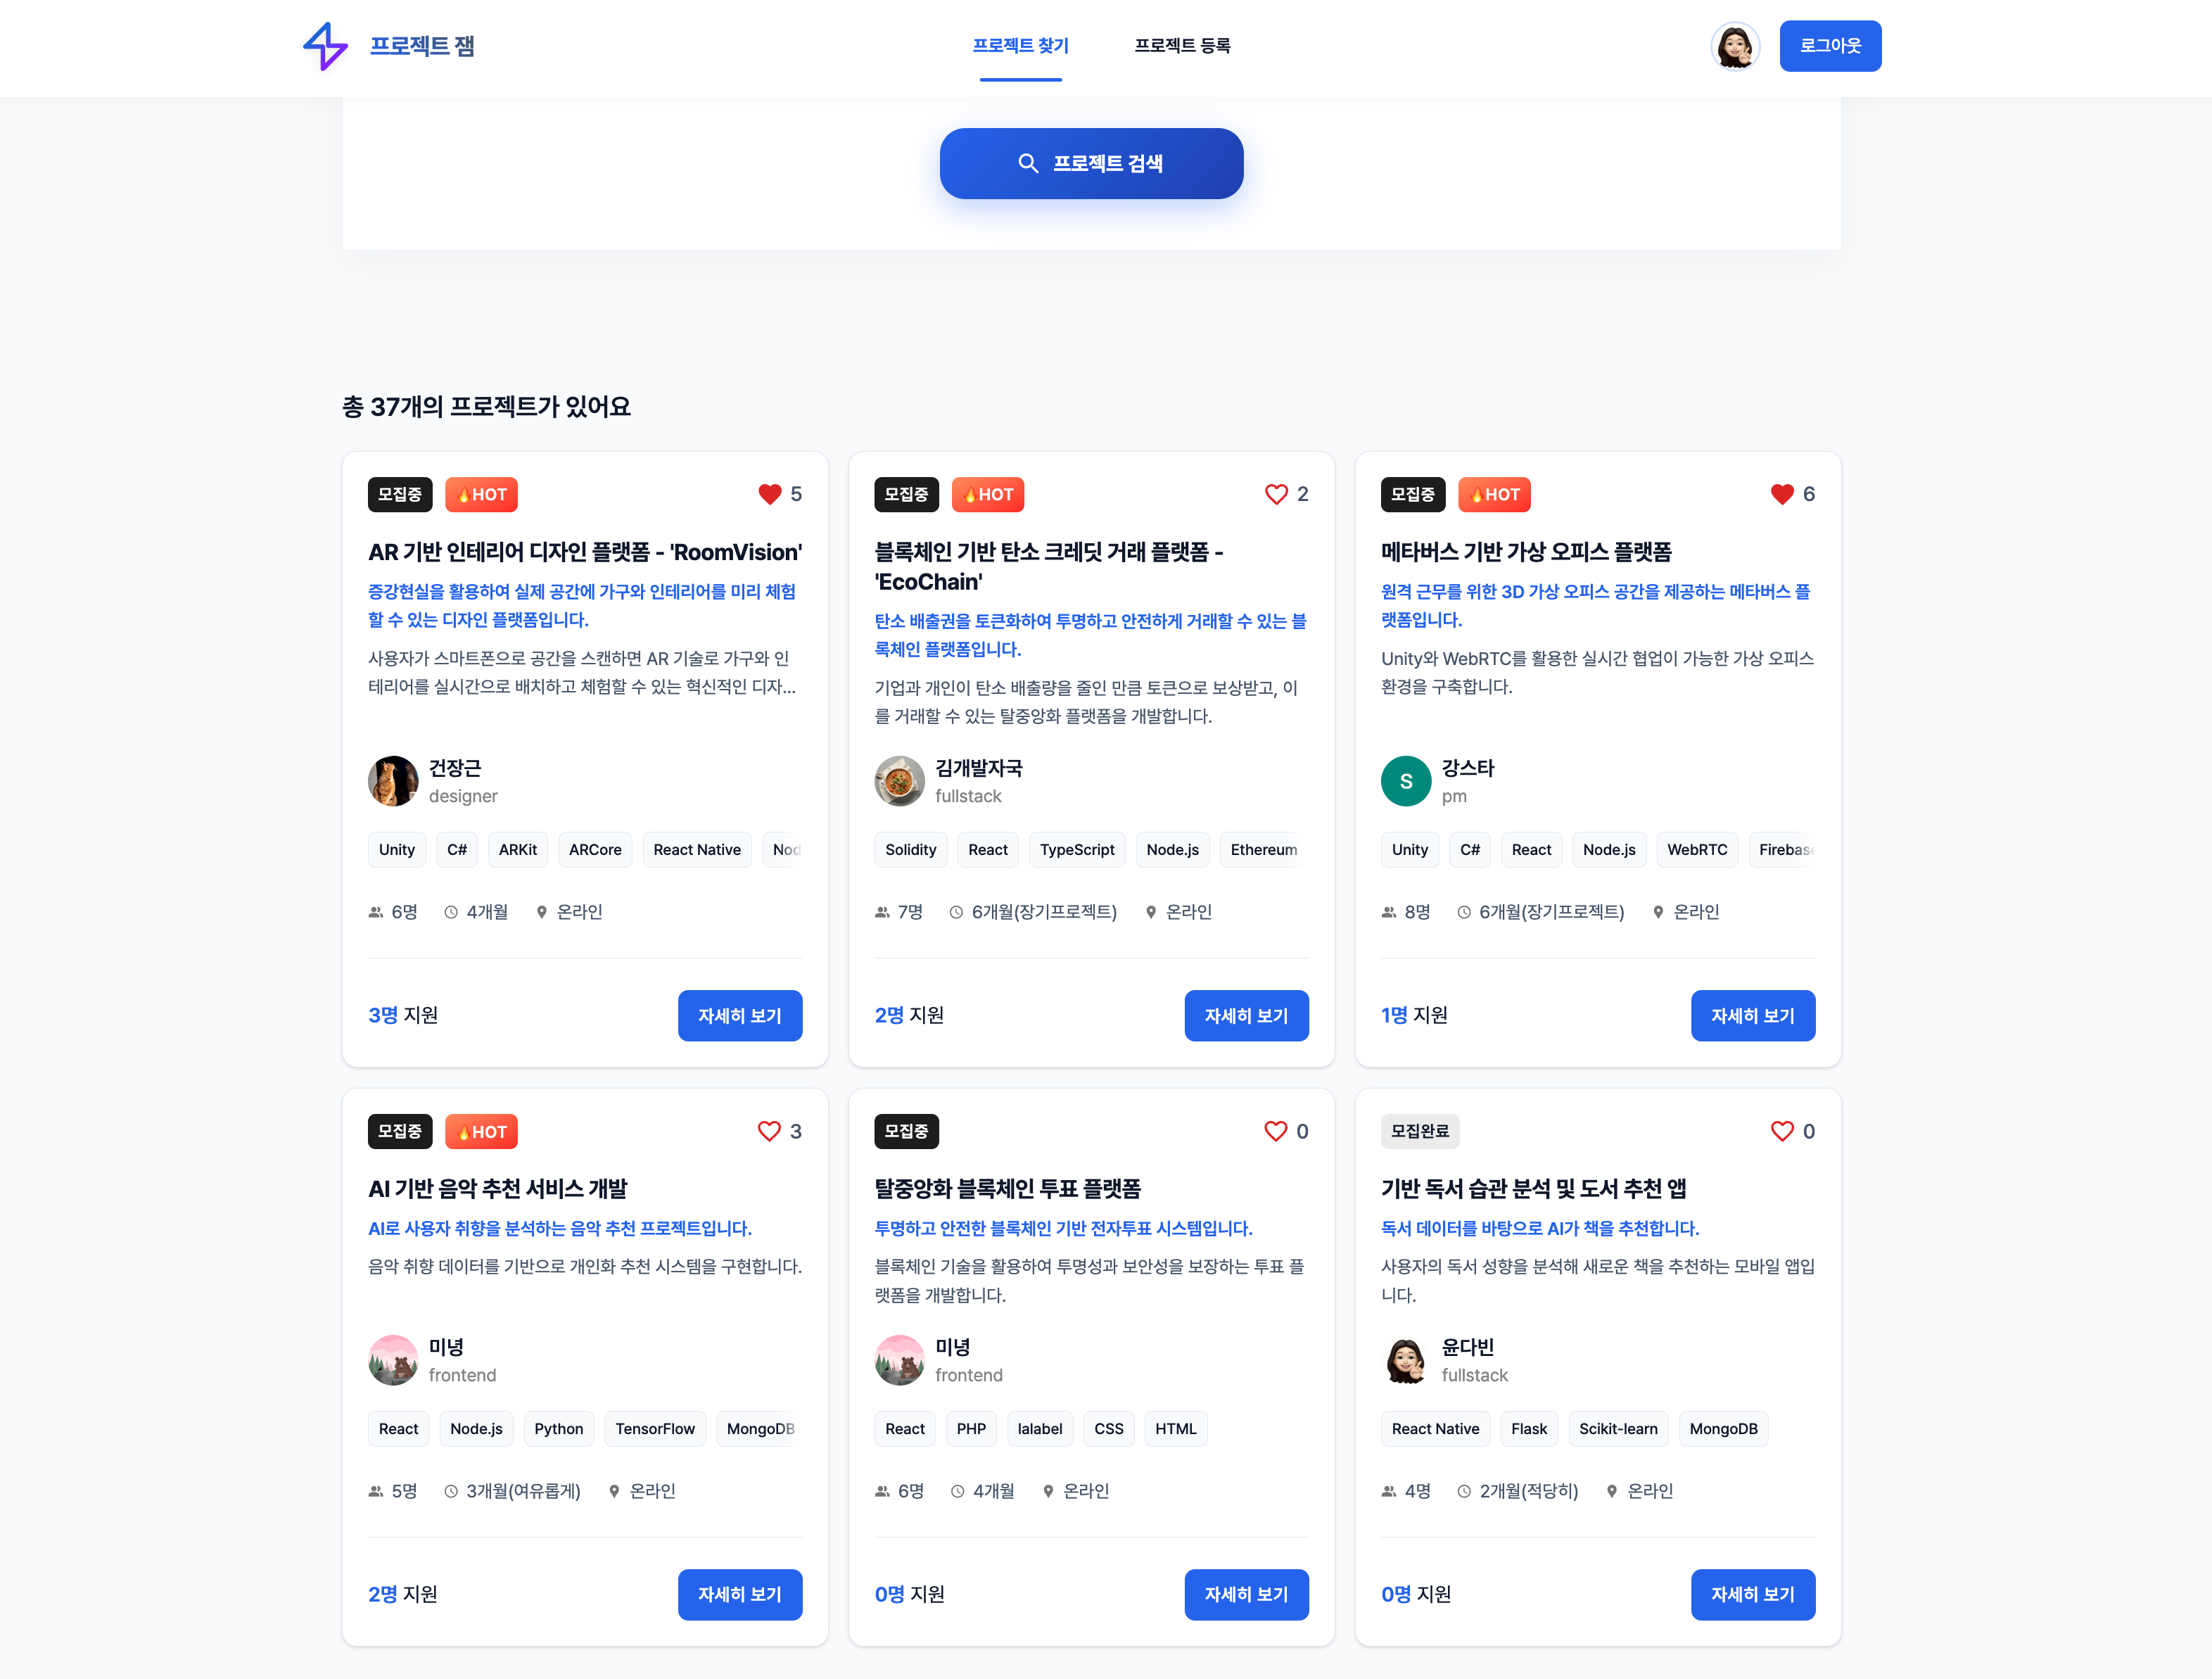 프로젝트 잼
프로젝트 찾기
프로젝트 등록
로그아웃
프로젝트 검색
총 37개의 프로젝트가 있어요
모집중 🔥HOT 5
AR 기반 인테리어 디자인 플랫폼 - 'RoomVision'
증강현실을 활용하여 실제 공간에 가구와 인테리어를 미리 체험
할 수 있는 디자인 플랫폼입니다.
사용자가 스마트폰으로 공간을 스캔하면 AR 기술로 가구와 인
테리어를 실시간으로 배치하고 체험할 수 있는 혁신적인 디자...
건장근
designer
Unity C# ARKit ARCore React Native Nod
6명 4개월 온라인
3명 지원 자세히 보기
모집중 🔥HOT 2
블록체인 기반 탄소 크레딧 거래 플랫폼 -
'EcoChain'
탄소 배출권을 토큰화하여 투명하고 안전하게 거래할 수 있는 블
록체인 플랫폼입니다.
기업과 개인이 탄소 배출량을 줄인 만큼 토큰으로 보상받고, 이
를 거래할 수 있는 탈중앙화 플랫폼을 개발합니다.
김개발자국
fullstack
Solidity React TypeScript Node.js Ethereum
7명 6개월(장기프로젝트) 온라인
2명 지원 자세히 보기
모집중 🔥HOT 6
메타버스 기반 가상 오피스 플랫폼
원격 근무를 위한 3D 가상 오피스 공간을 제공하는 메타버스 플
랫폼입니다.
Unity와 WebRTC를 활용한 실시간 협업이 가능한 가상 오피스
환경을 구축합니다.
S
강스타
pm
Unity C# React Node.js WebRTC Firebase
8명 6개월(장기프로젝트) 온라인
1명 지원 자세히 보기
모집중 🔥HOT 3
AI 기반 음악 추천 서비스 개발
AI로 사용자 취향을 분석하는 음악 추천 프로젝트입니다.
음악 취향 데이터를 기반으로 개인화 추천 시스템을 구현합니다.
미녕
frontend
React Node.js Python TensorFlow MongoDB
5명 3개월(여유롭게) 온라인
2명 지원 자세히 보기
모집중 0
탈중앙화 블록체인 투표 플랫폼
투명하고 안전한 블록체인 기반 전자투표 시스템입니다.
블록체인 기술을 활용하여 투명성과 보안성을 보장하는 투표 플
랫폼을 개발합니다.
미녕
frontend
React PHP lalabel CSS HTML
6명 4개월 온라인
0명 지원 자세히 보기
모집완료 0
기반 독서 습관 분석 및 도서 추천 앱
독서 데이터를 바탕으로 AI가 책을 추천합니다.
사용자의 독서 성향을 분석해 새로운 책을 추천하는 모바일 앱입
니다.
윤다빈
fullstack
React Native Flask Scikit-learn MongoDB
4명 2개월(적당히) 온라인
0명 지원 자세히 보기